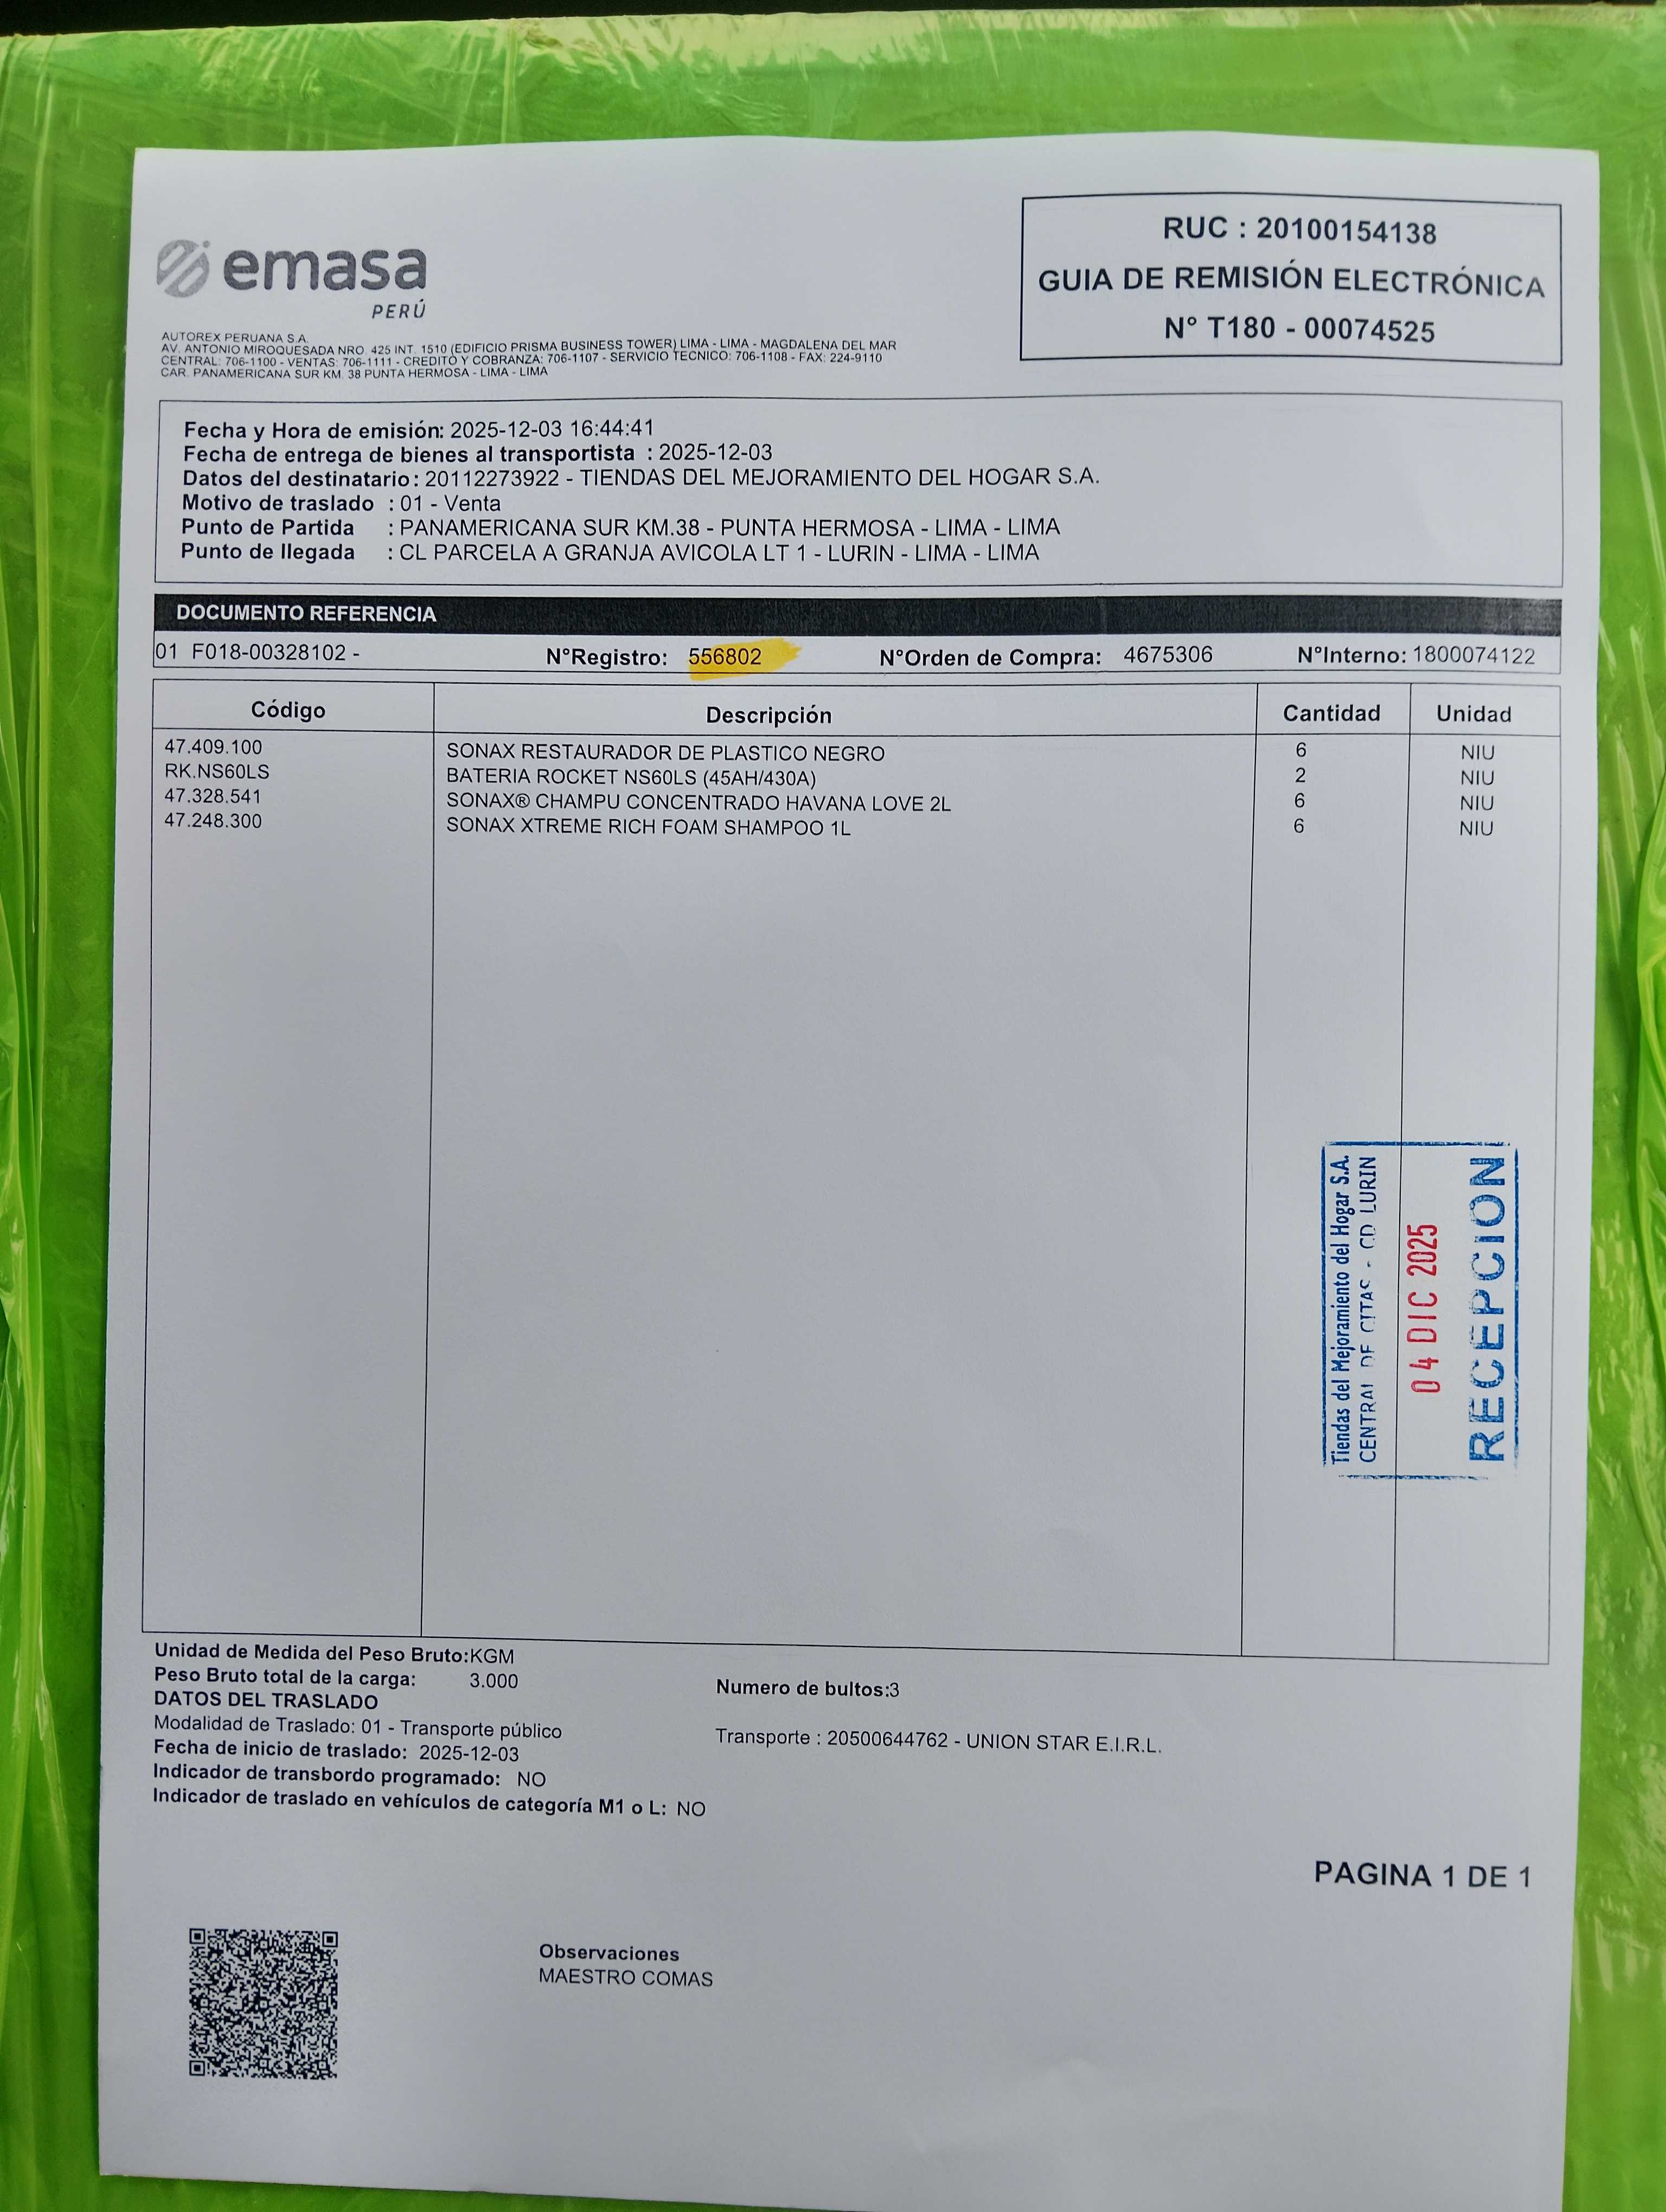 emasa
PERÚ
RUC : 20100154138
GUIA DE REMISIÓN ELECTRÓNICA
N° T180 - 00074525
AUTOREX PERUANA S.A.
AV. ANTONIO MIROQUESADA NRO. 425 INT. 1510 (EDIFICIO PRISMA BUSINESS TOWER) LIMA - LIMA - MAGDALENA DEL MAR
CENTRAL: 706-1100 - VENTAS: 706-1111 - CREDITO Y COBRANZA: 706-1107 - SERVICIO TECNICO: 706-1108 - FAX: 224-9110
CAR. PANAMERICANA SUR KM. 38 PUNTA HERMOSA - LIMA - LIMA
Fecha y Hora de emisión: 2025-12-03 16:44:41
Fecha de entrega de bienes al transportista : 2025-12-03
Datos del destinatario : 20112273922 - TIENDAS DEL MEJORAMIENTO DEL HOGAR S.A.
Motivo de traslado : 01 - Venta
Punto de Partida : PANAMERICANA SUR KM.38 - PUNTA HERMOSA - LIMA - LIMA
Punto de llegada : CL PARCELA A GRANJA AVICOLA LT 1 - LURIN - LIMA - LIMA
DOCUMENTO REFERENCIA
01 F018-00328102 - N°Registro: 556802 N°Orden de Compra: 4675306 N°Interno: 1800074122
Código Descripción Cantidad Unidad
47.409.100 SONAX RESTAURADOR DE PLASTICO NEGRO 6 NIU
RK.NS60LS BATERIA ROCKET NS60LS (45AH/430A) 2 NIU
47.328.541 SONAX® CHAMPU CONCENTRADO HAVANA LOVE 2L 6 NIU
47.248.300 SONAX XTREME RICH FOAM SHAMPOO 1L 6 NIU
Tiendas del Mejoramiento del Hogar S.A.
CENTRAL DE CITAS - CD LURIN
04 DIC 2025
RECEPCION
Unidad de Medida del Peso Bruto:KGM
Peso Bruto total de la carga: 3.000
Numero de bultos:3
DATOS DEL TRASLADO
Modalidad de Traslado: 01 - Transporte público
Transporte : 20500644762 - UNION STAR E.I.R.L.
Fecha de inicio de traslado: 2025-12-03
Indicador de transbordo programado: NO
Indicador de traslado en vehículos de categoría M1 o L: NO
PAGINA 1 DE 1
Observaciones
MAESTRO COMAS